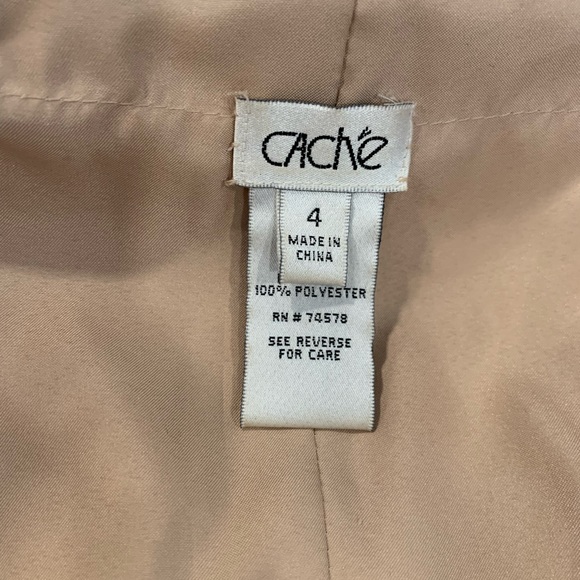 CAché
4
MADE IN
CHINA
100% POLYESTER
RN # 74578
SEE REVERSE
FOR CARE